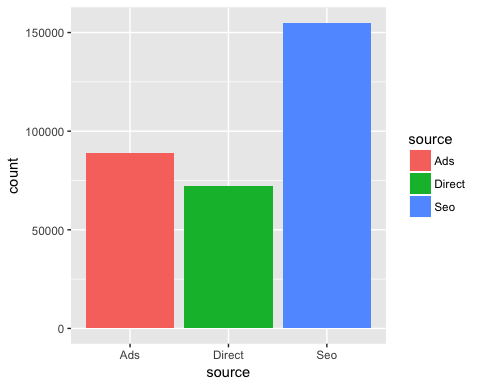 150000
100000
50000
0
count
Ads
Direct
Seo
source
source
Ads
Direct
Seo